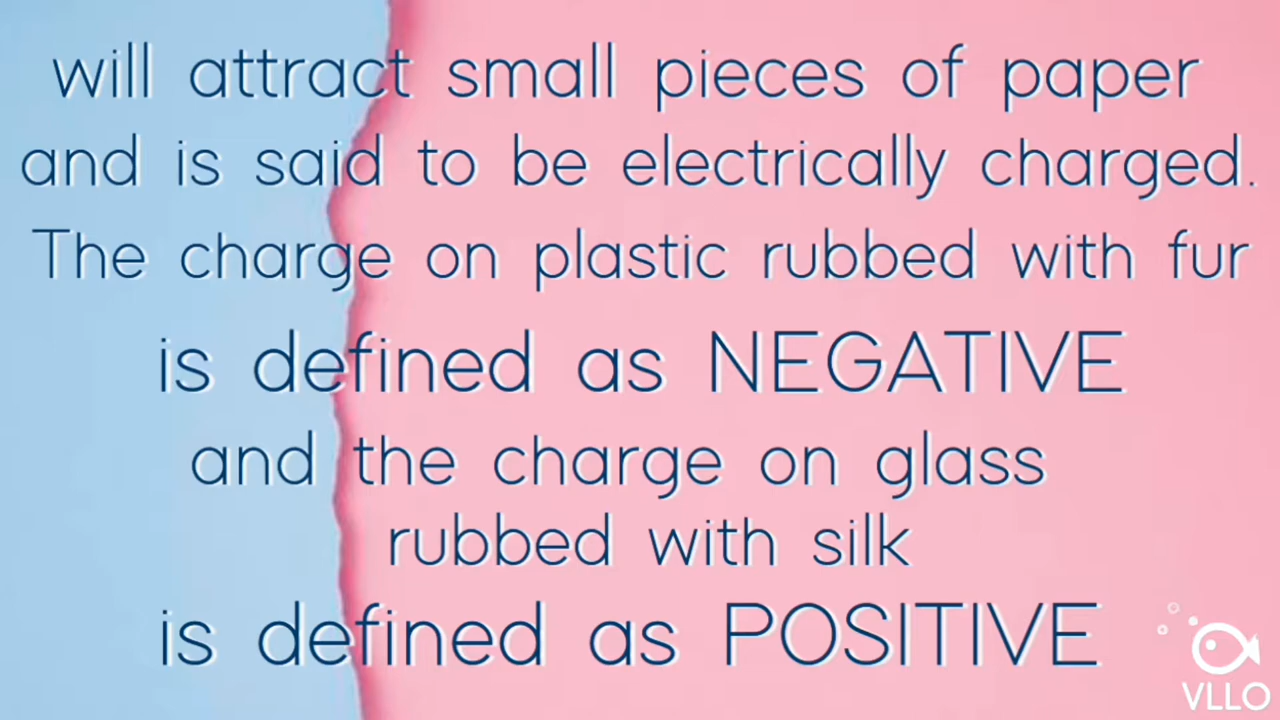 will attract small pieces of paper
and is said to be electrically charged.
The charge on plastic rubbed with fur
is defined as NEGATIVE
and the charge on glass
rubbed with silk
is defined as POSITIVE
VLLO